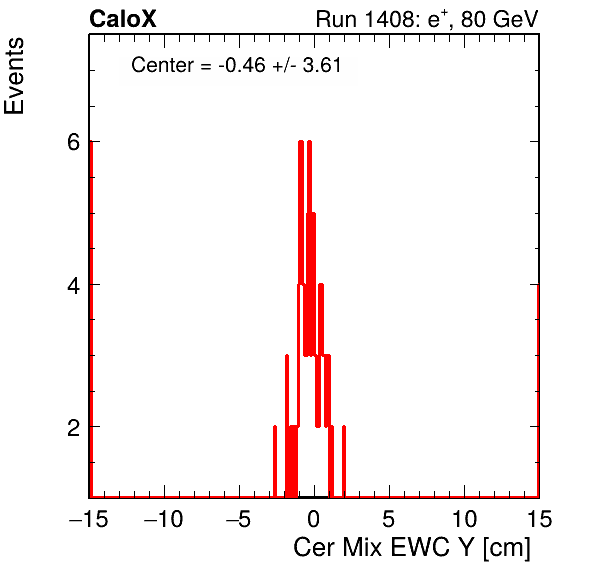 CaloX
Run 1408: e+, 80 GeV
Events
Center = -0.46 +/- 3.61
6
4
2
−15 −10 −5 0 5 10 15
Cer Mix EWC Y [cm]